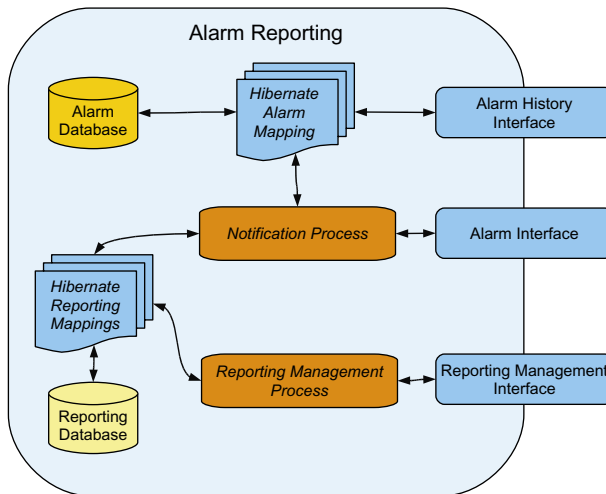 Alarm Reporting
Alarm
Database
Hibernate
Alarm
Mapping
Alarm History
Interface
Notification Process
Alarm Interface
Hibernate
Reporting
Mappings
Reporting Management
Process
Reporting Management
Interface
Reporting
Database